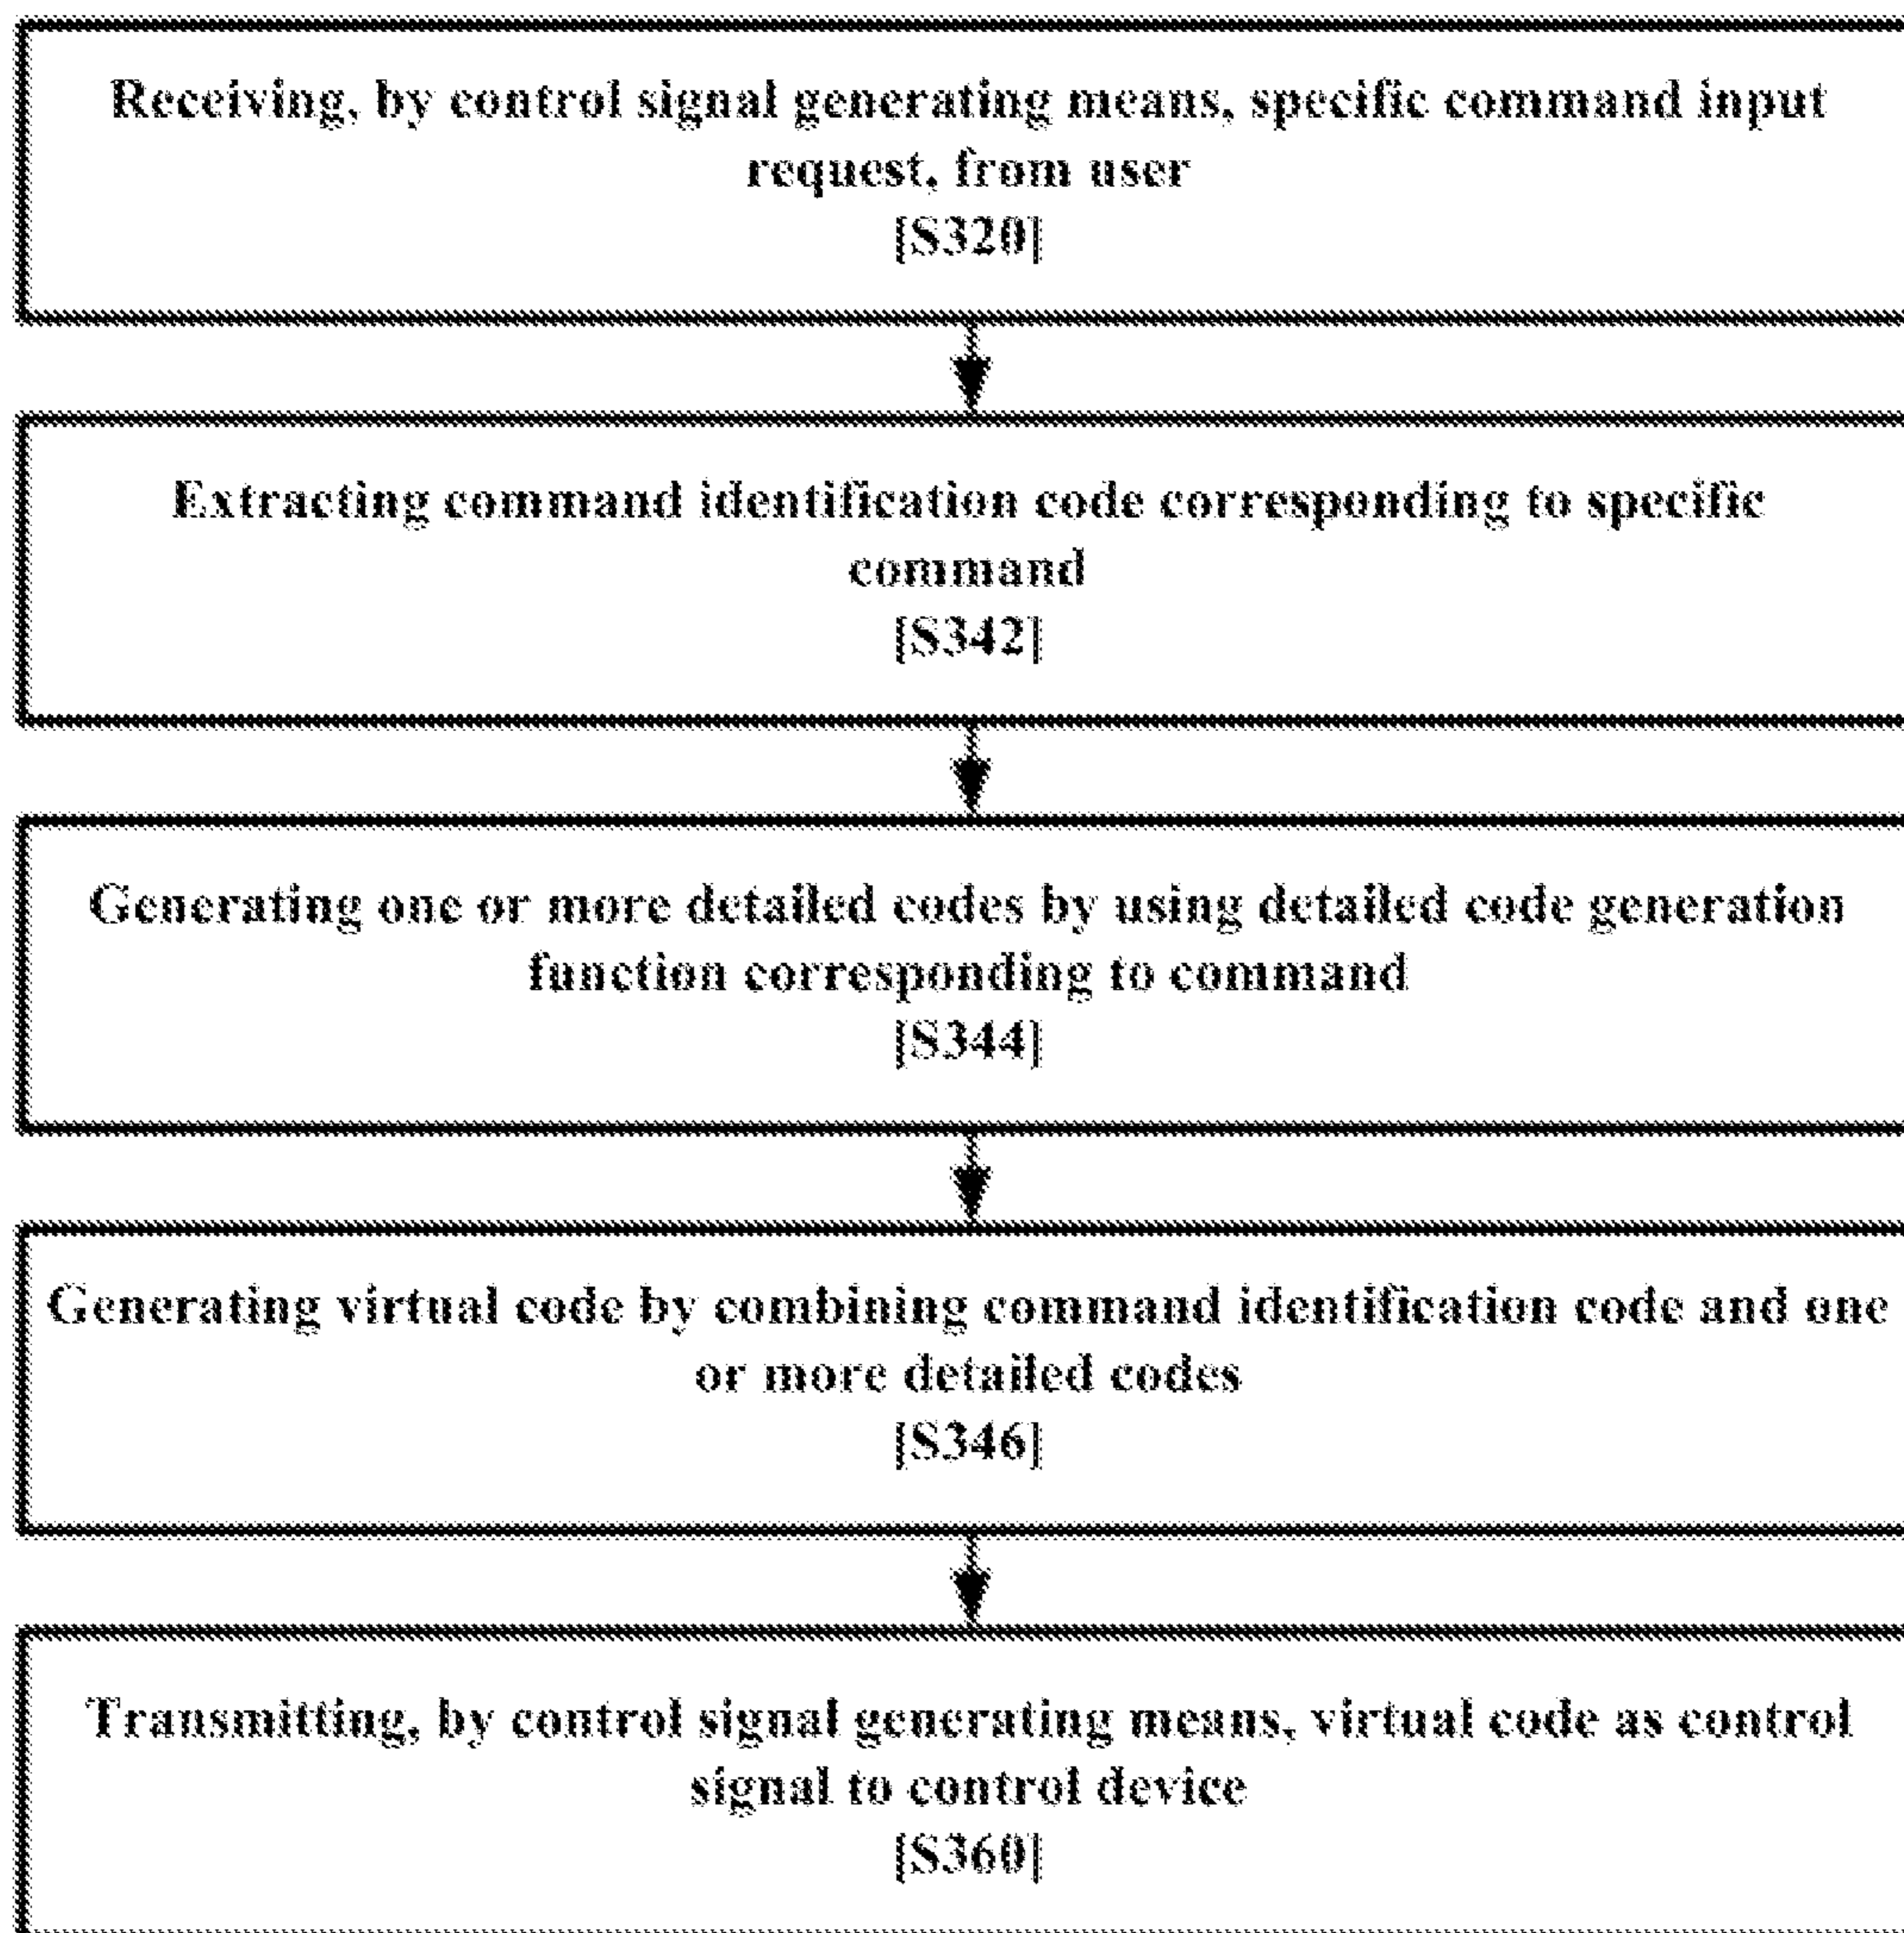 Receiving, by control signal generating means, specific command input
request, from user
[S320]
Extracting command identification code corresponding to specific
command
[S342]
Generating one or more detailed codes by using detailed code generation
function corresponding to command
[S344]
Generating virtual code by combining command identification code and one
or more detailed codes
[S346]
Transmitting, by control signal generating means, virtual code as control
signal to control device
[S360]